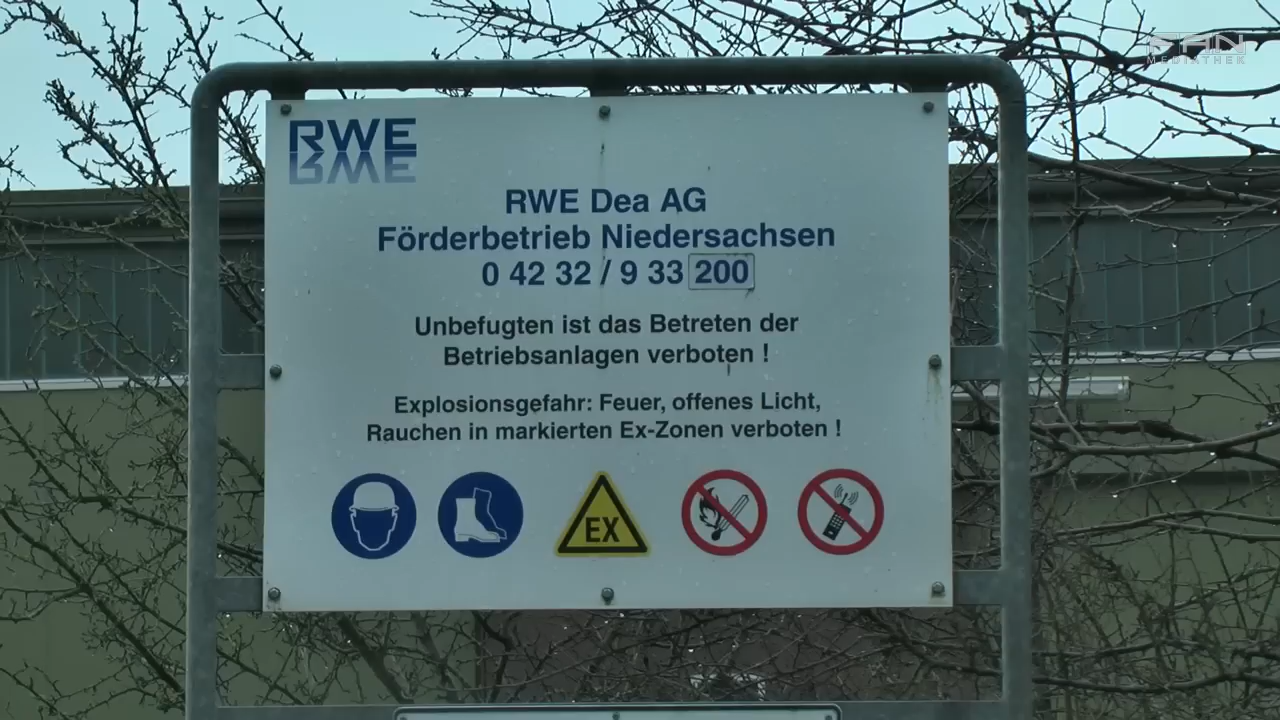 RWE
RWE Dea AG
Förderbetrieb Niedersachsen
0 42 32 / 9 33 200
Unbefugten ist das Betreten der
Betriebsanlagen verboten !
Explosionsgefahr: Feuer, offenes Licht,
Rauchen in markierten Ex-Zonen verboten !
EX
MEDIATHEK